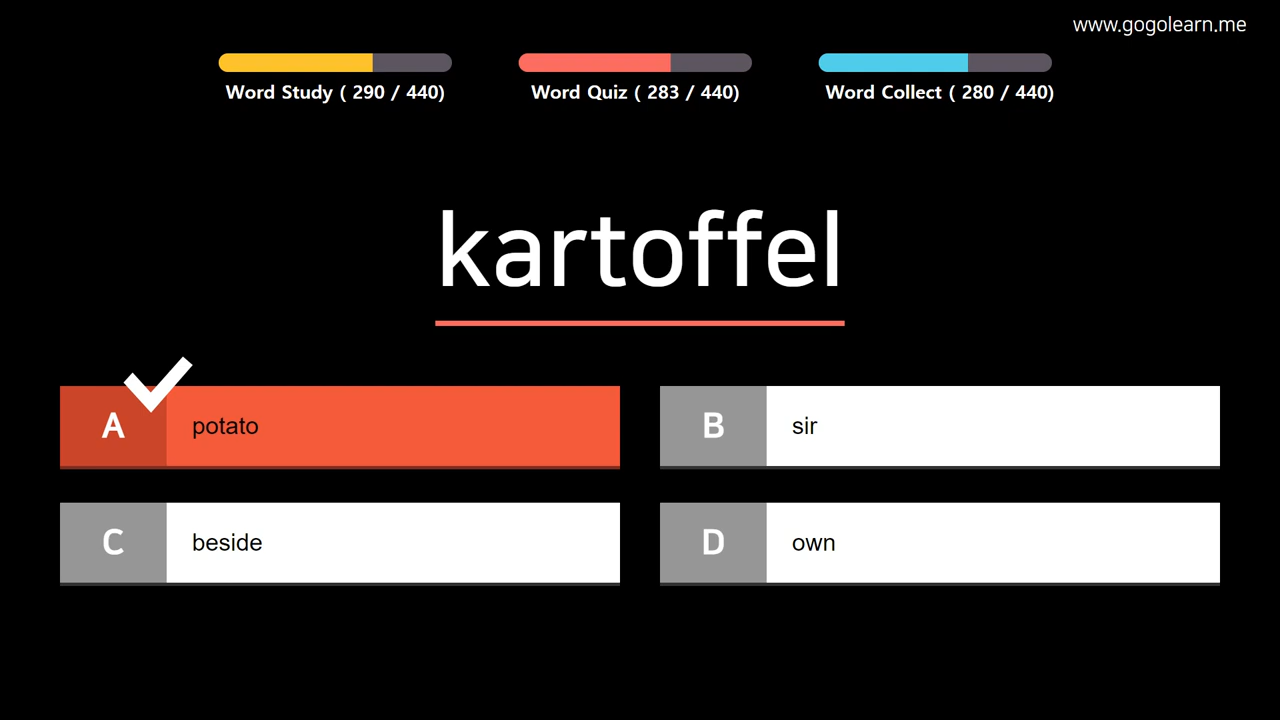 www.gogolearn.me
Word Study ( 290 / 440)
Word Quiz ( 283 / 440)
Word Collect ( 280 / 440)
kartoffel
A potato
B sir
C beside
D own